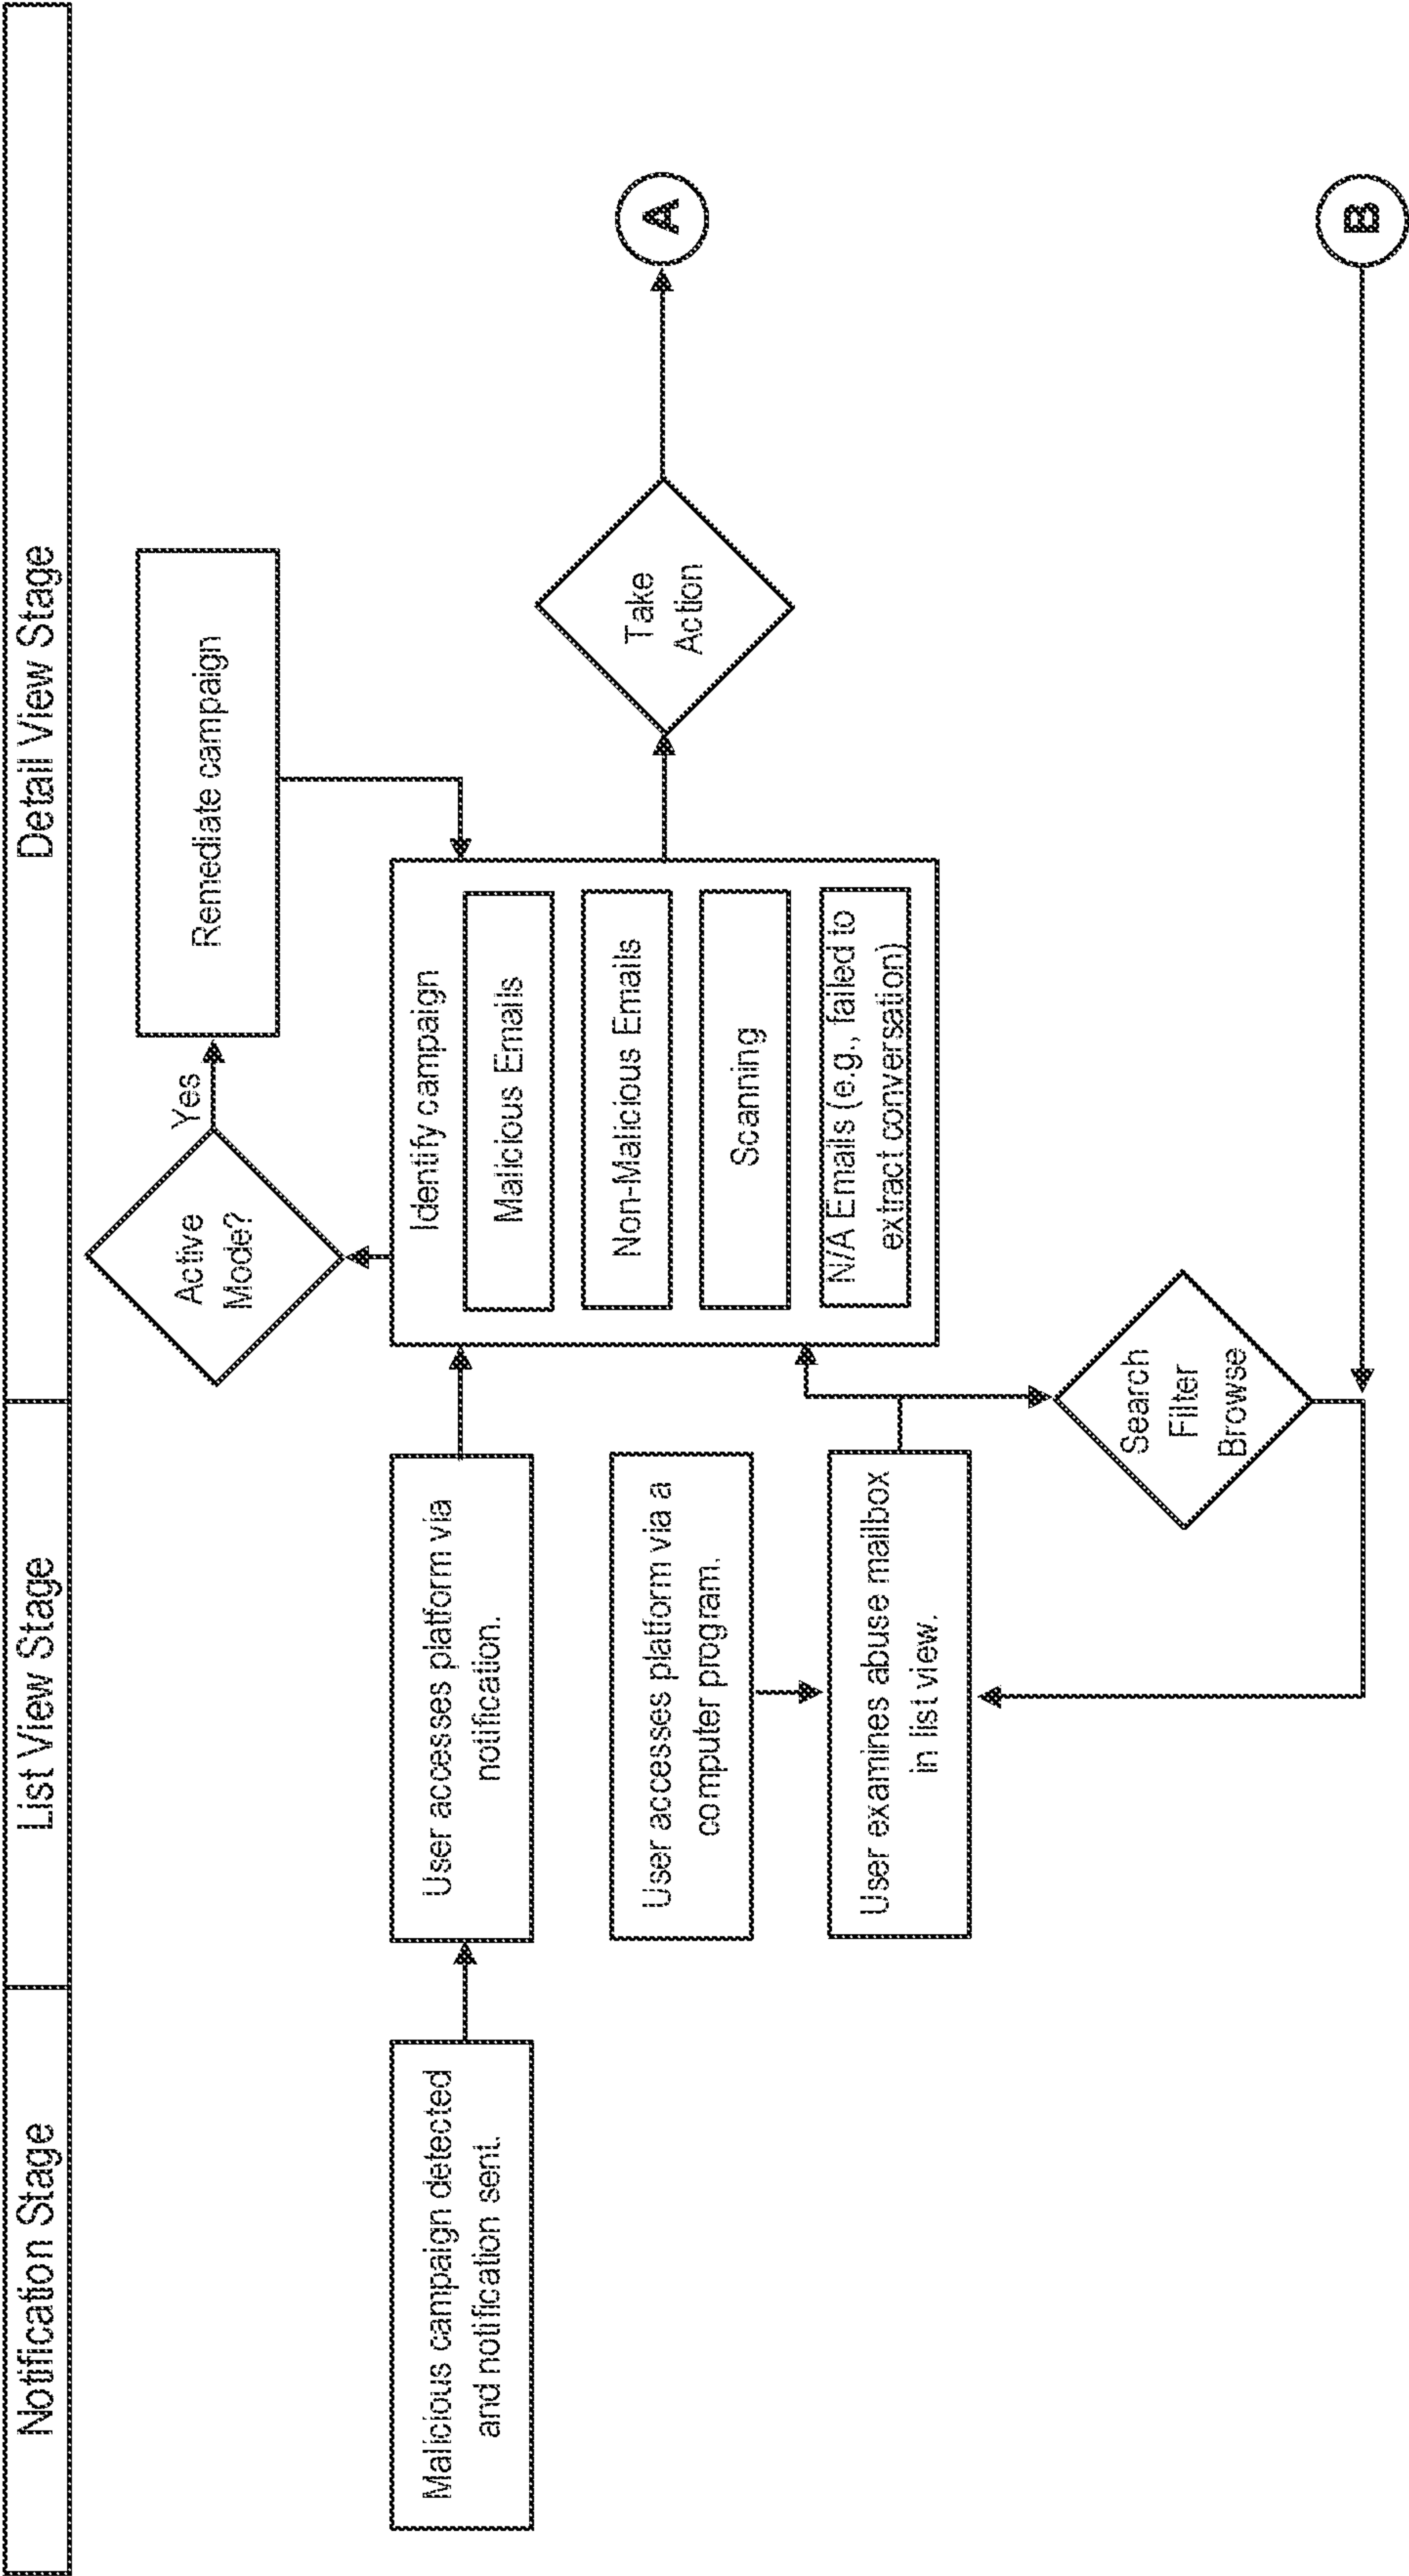 Notification Stage
List View Stage
Detail View Stage
Malicious campaign detected
and notification sent.
User accesses platform via
notification.
User accesses platform via a
computer program.
User examines abuse mailbox
in list view.
Search
Filter
Browse
Active
Mode?
Yes
Remediate campaign
Identify campaign
Malicious Emails
Non-Malicious Emails
Scanning
N/A Emails (e.g., failed to
extract conversation)
Take
Action
A
B